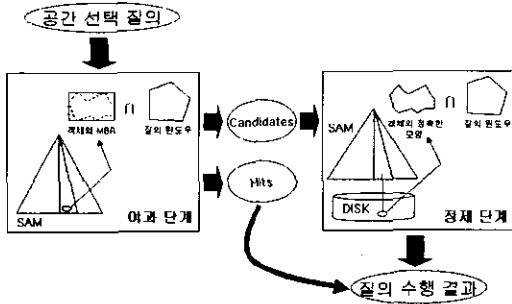 공간 선택 질의
객체의 MBR
∩
질의 윈도우
SAM
여과 단계
Candidates
Hits
객체의 정확한
모양
∩
질의 윈도우
SAM
DISK
정제 단계
질의 수행 결과